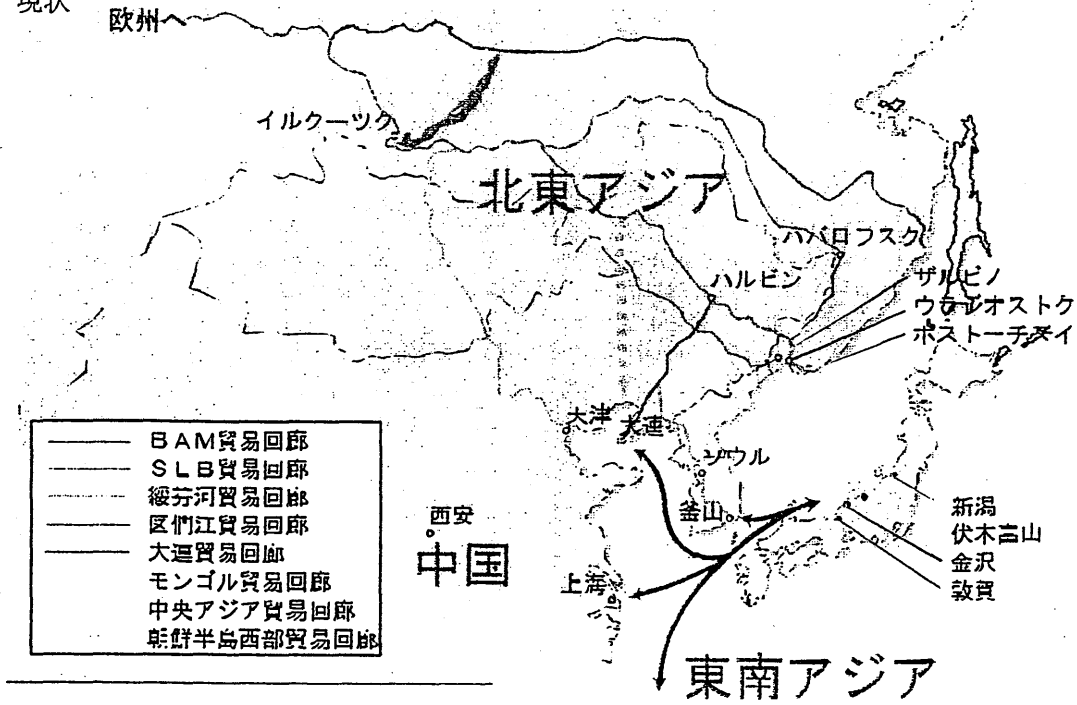 現状
欧州へ
イルクーツク
北東アジア
ハバロフスク
ハルビン
ザルビノ
ウラジオストク
ボストーチヌイ
天津
大連
ソウル
釜山
西安
中国
上海
新潟
伏木富山
金沢
敦賀
東南アジア
BAM貿易回廊
SLB貿易回廊
綏芬河貿易回廊
図們江貿易回廊
大連貿易回廊
モンゴル貿易回廊
中央アジア貿易回廊
朝鮮半島西部貿易回廊